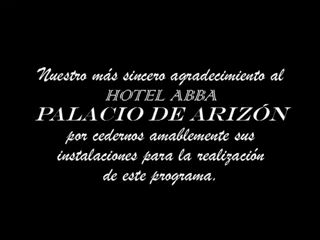 Nuestro más sincero agradecimiento al
HOTEL ABBA
PALACIO DE ARIZÓN
por cedernos amablemente sus
instalaciones para la realización
de este programa.